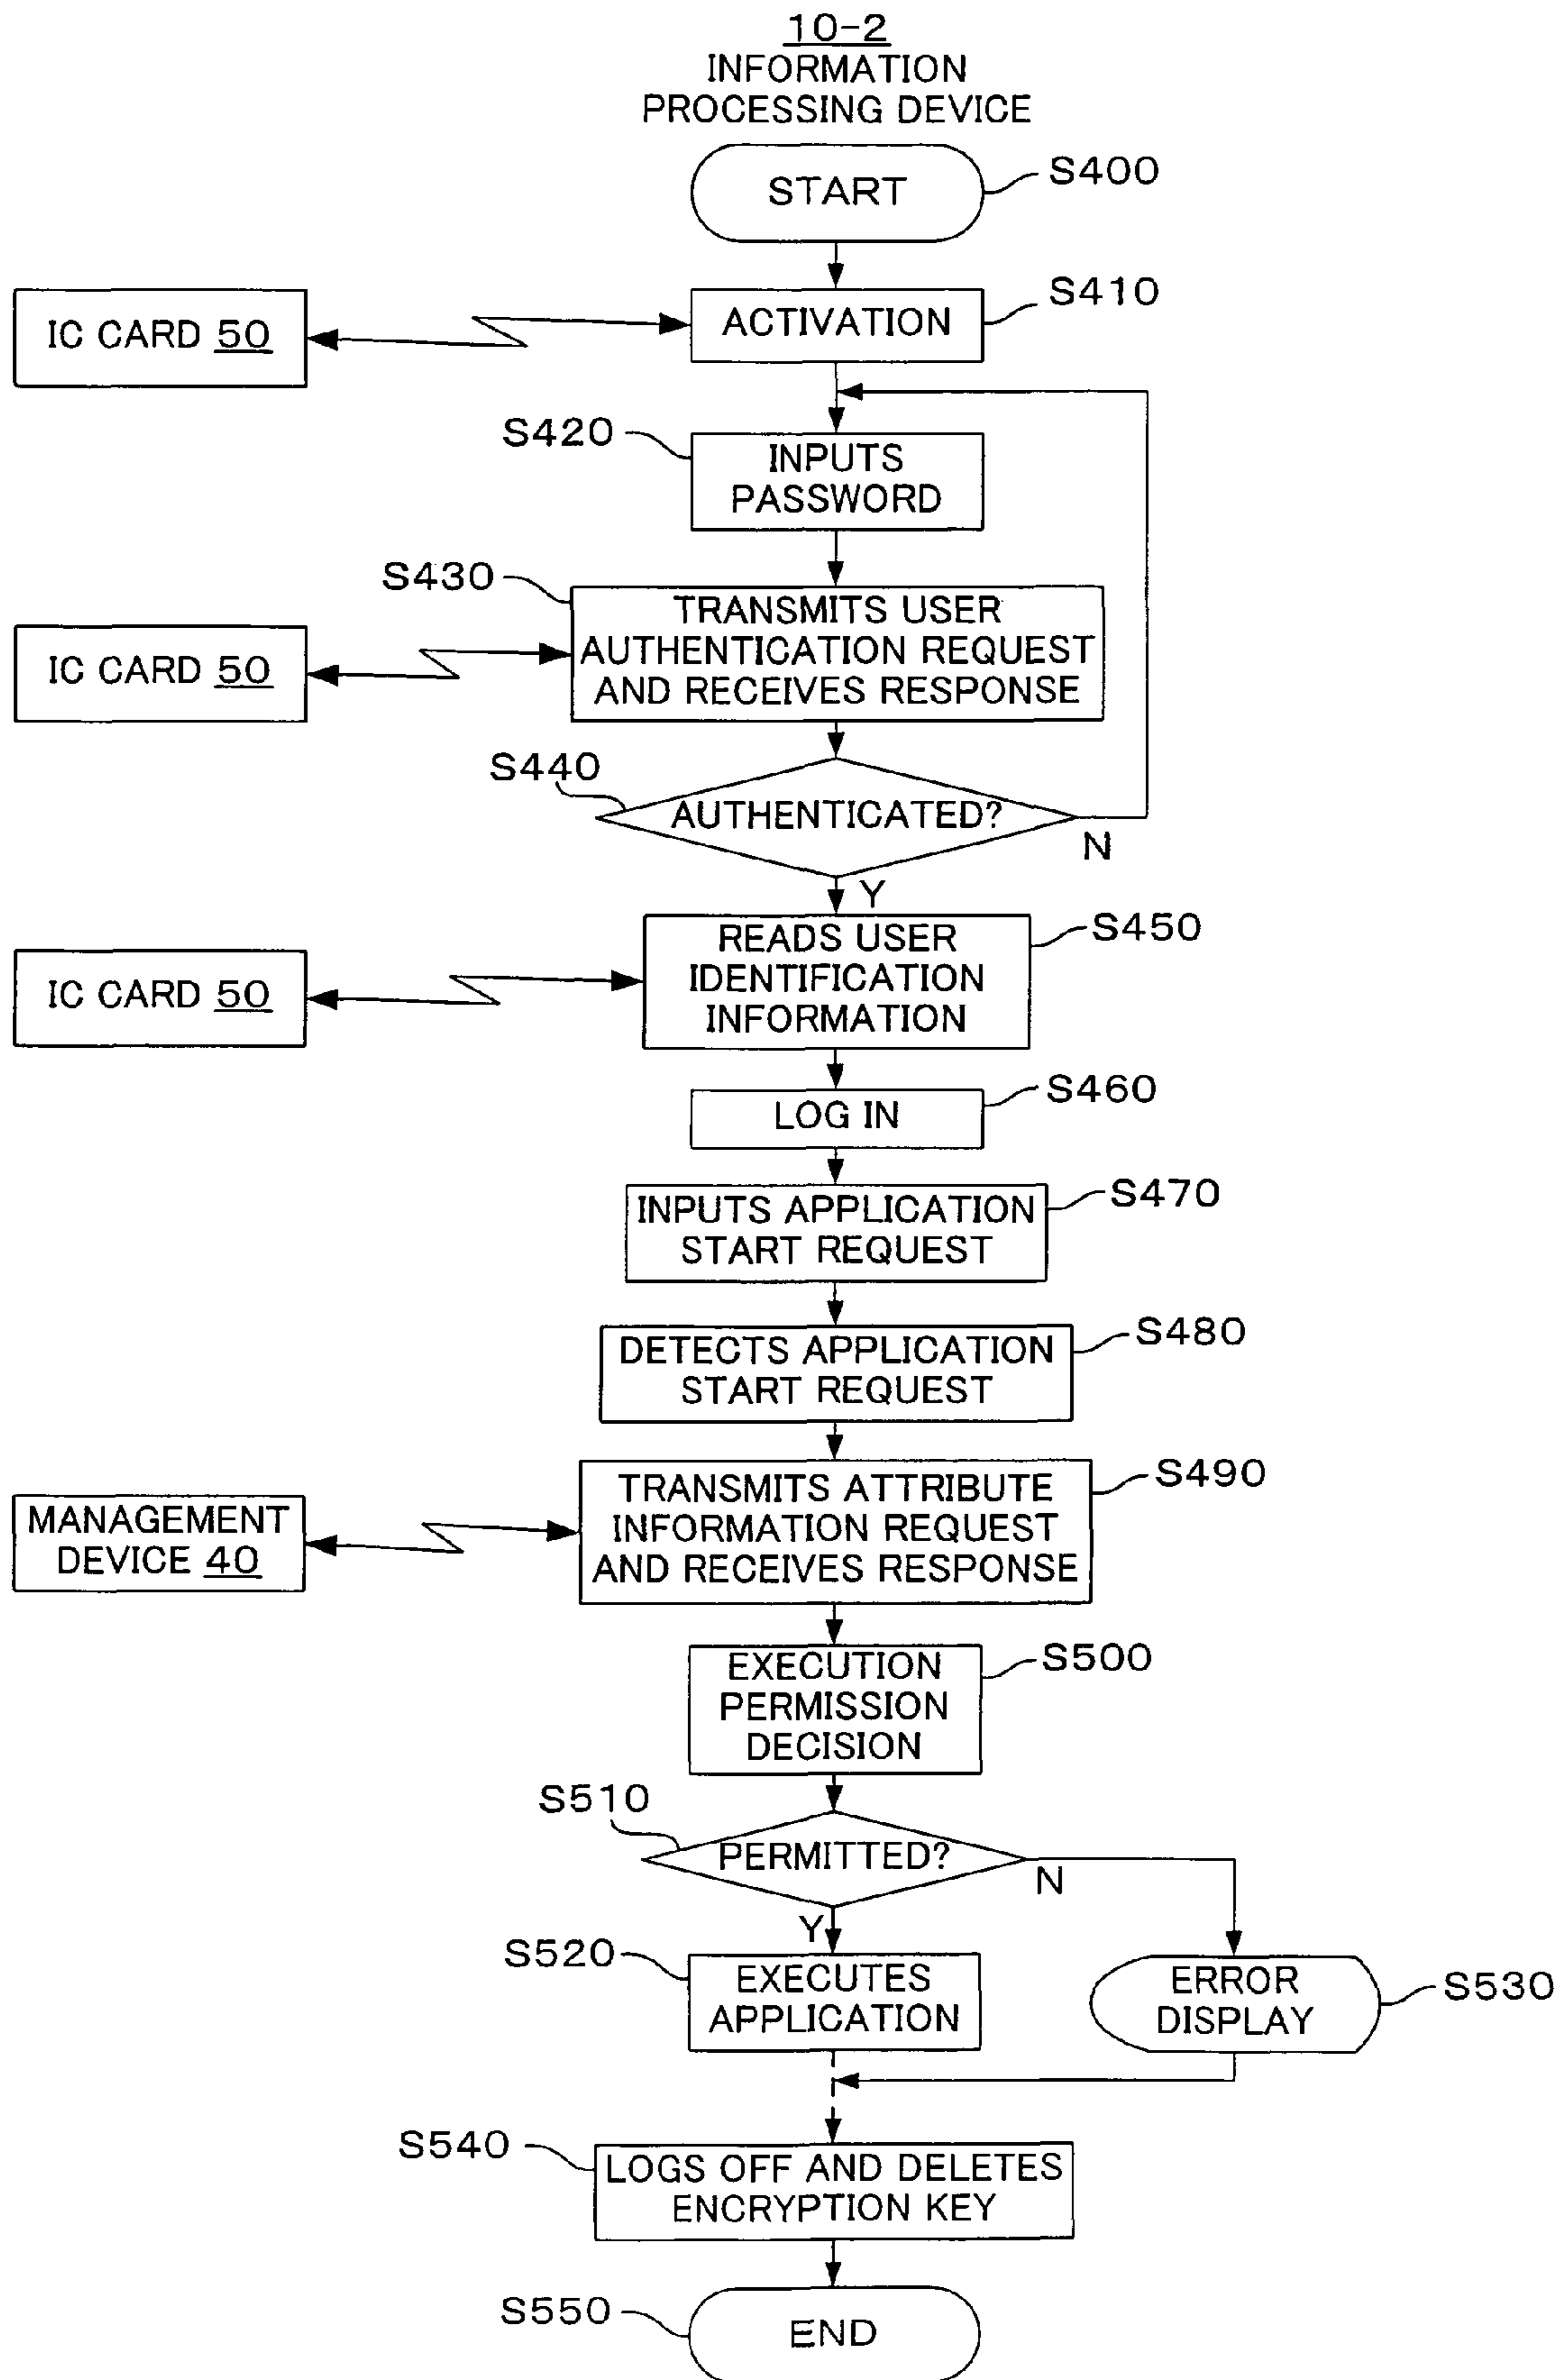 10-2
INFORMATION
PROCESSING DEVICE
START
S400
IC CARD 50
ACTIVATION
S410
S420
INPUTS
PASSWORD
S430
IC CARD 50
TRANSMITS USER
AUTHENTICATION REQUEST
AND RECEIVES RESPONSE
S440
AUTHENTICATED?
N
Y
IC CARD 50
READS USER
IDENTIFICATION
INFORMATION
S450
LOG IN
S460
INPUTS APPLICATION
START REQUEST
S470
DETECTS APPLICATION
START REQUEST
S480
MANAGEMENT
DEVICE 40
TRANSMITS ATTRIBUTE
INFORMATION REQUEST
AND RECEIVES RESPONSE
S490
EXECUTION
PERMISSION
DECISION
S500
S510
PERMITTED?
N
Y
S520
EXECUTES
APPLICATION
ERROR
DISPLAY
S530
S540
LOGS OFF AND DELETES
ENCRYPTION KEY
S550
END